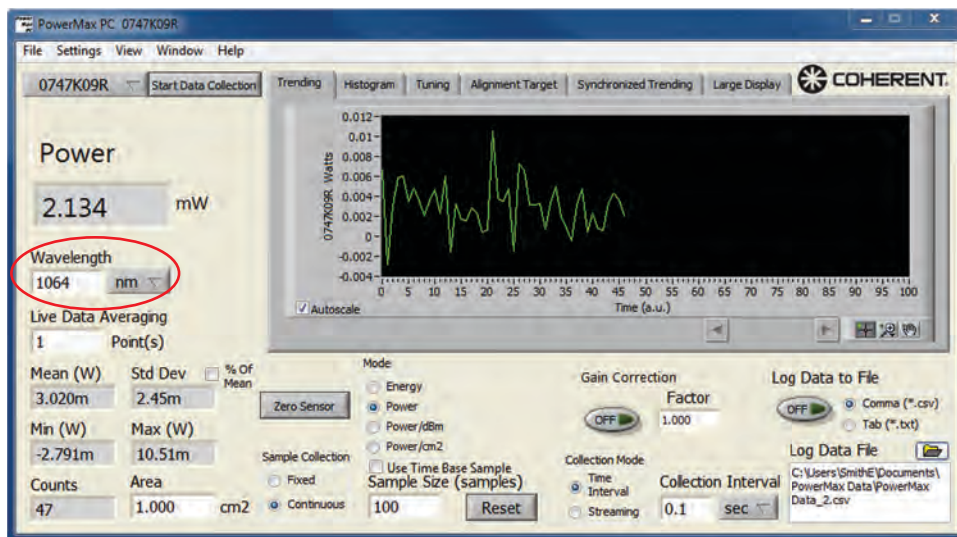 PowerMax PC 0747K09R
File Settings View Window Help
0747K09R Start Data Collection
Trending Histogram Tuning Alignment Target Synchronized Trending Large Display
COHERENT.
Power
2.134 mW
Wavelength
1064 nm
Live Data Averaging
1 Point(s)
0747K09R Watts
0.012
0.01
0.008
0.006
0.004
0.002
0
-0.002
-0.004
0 5 10 15 20 25 30 35 40 45 50 55 60 65 70 75 80 85 90 95 100
Autoscale
Time (a.u.)
Mean (W) Std Dev % Of Mean
3.020m 2.45m
Min (W) Max (W)
-2.791m 10.51m
Counts Area
47 1.000 cm2
Zero Sensor
Sample Collection
Fixed
Continuous
Mode
Energy
Power
Power/dBm
Power/cm2
Use Time Base Sample
Sample Size (samples)
100 Reset
Gain Correction
Factor
OFF 1.000
Collection Mode
Time Interval
Streaming
Collection Interval
0.1 sec
Log Data to File
OFF
Comma (*.csv)
Tab (*.txt)
Log Data File
C:\Users\SmithE\Documents\
PowerMax Data\PowerMax
Data_2.csv